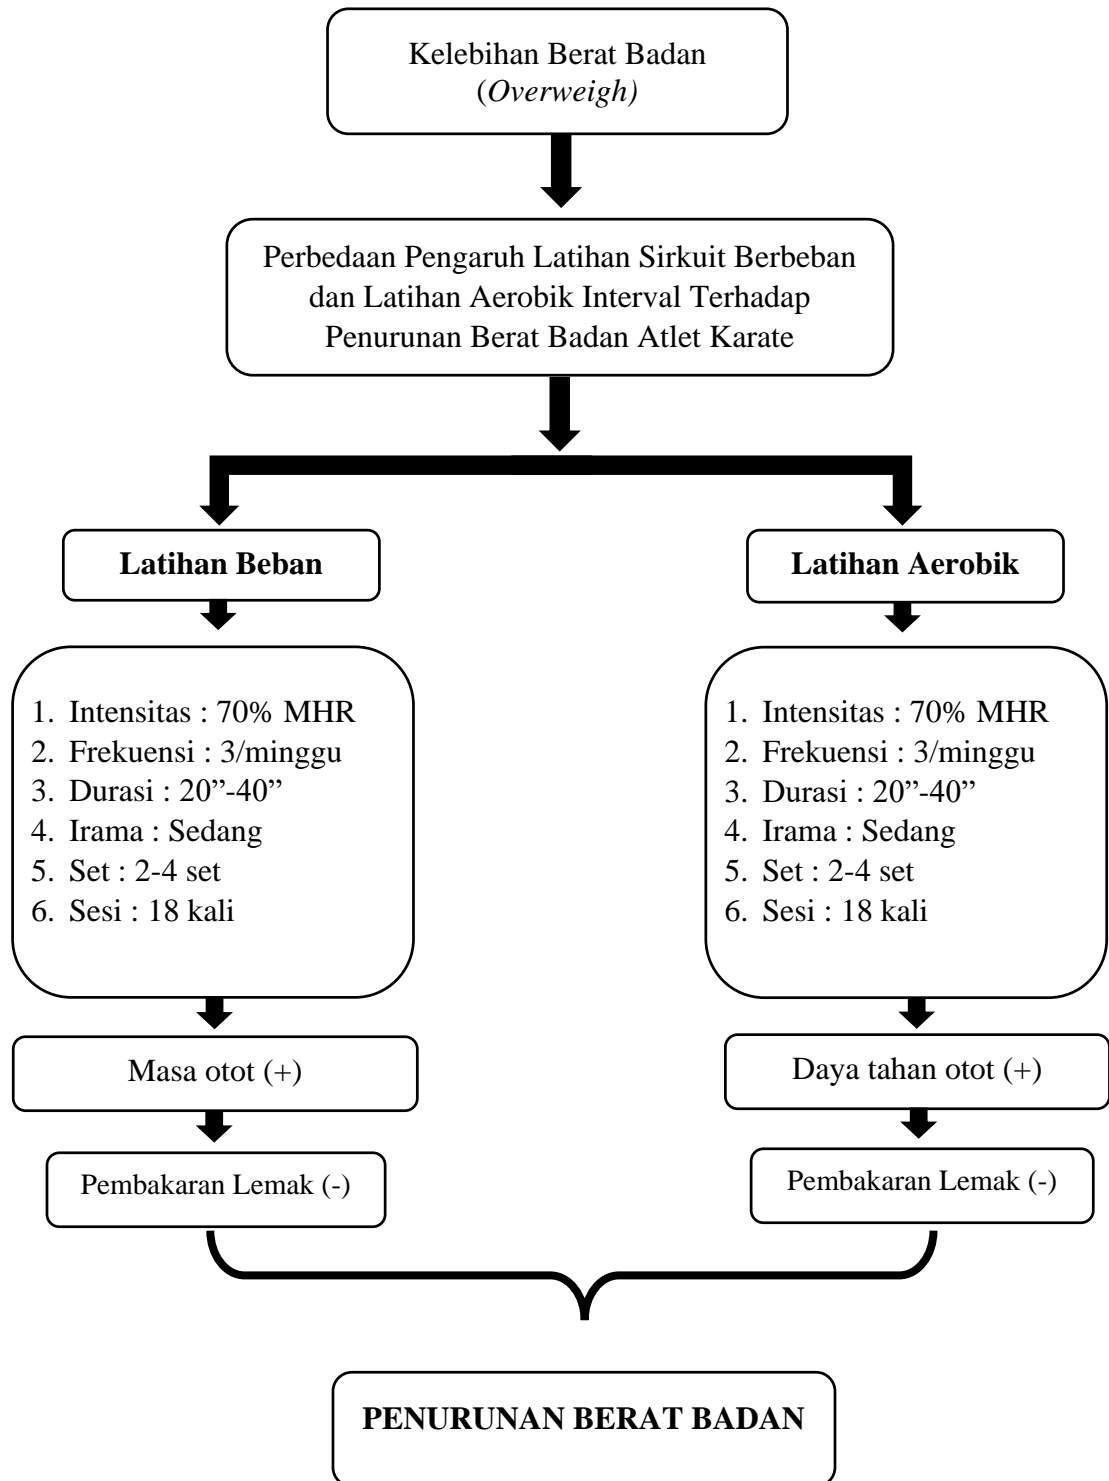 Kelebihan Berat Badan
(Overweigh)
Perbedaan Pengaruh Latihan Sirkuit Berbeban
dan Latihan Aerobik Interval Terhadap
Penurunan Berat Badan Atlet Karate
Latihan Beban
1. Intensitas : 70% MHR
2. Frekuensi : 3/minggu
3. Durasi : 20”-40”
4. Irama : Sedang
5. Set : 2-4 set
6. Sesi : 18 kali
Masa otot (+)
Pembakaran Lemak (-)
Latihan Aerobik
1. Intensitas : 70% MHR
2. Frekuensi : 3/minggu
3. Durasi : 20”-40”
4. Irama : Sedang
5. Set : 2-4 set
6. Sesi : 18 kali
Daya tahan otot (+)
Pembakaran Lemak (-)
PENURUNAN BERAT BADAN